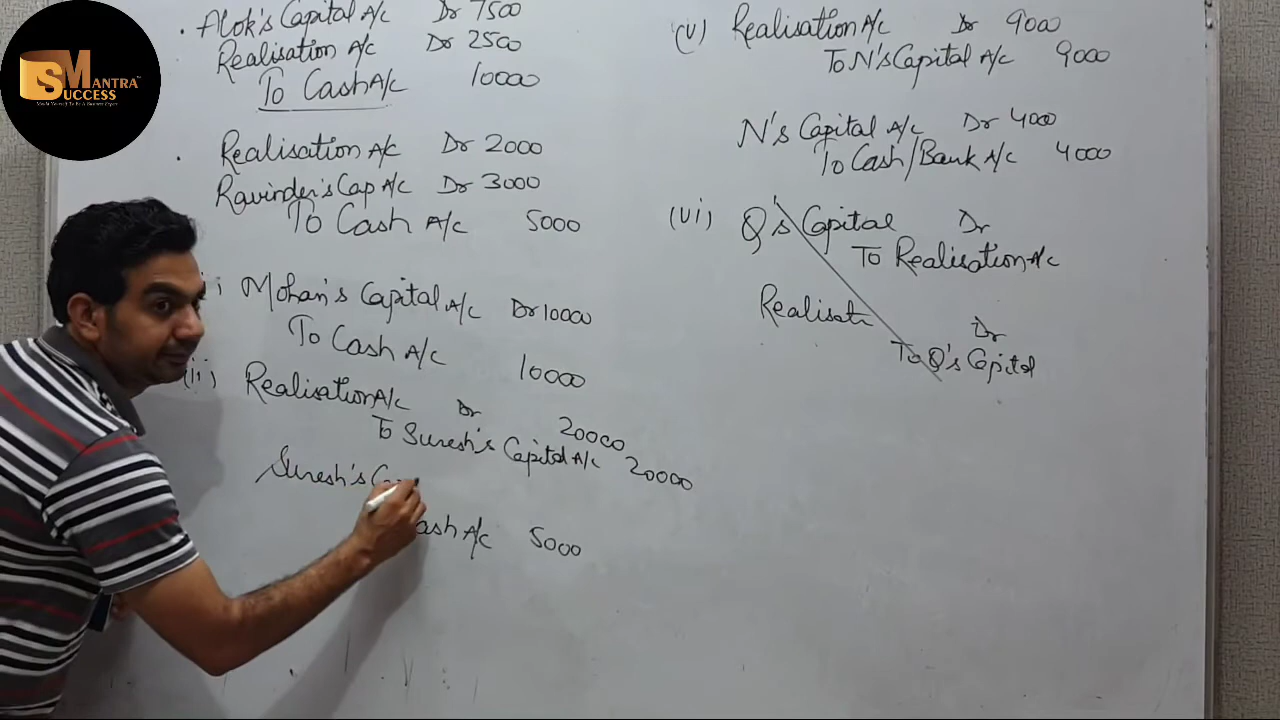 SMANTRA
SUCCESS
Alok's Capital A/c Dr 7500
Realisation A/c Dr 2500
To Cash A/c 10000
Realisation A/c Dr 2000
Ravinder's Cap A/c Dr 3000
To Cash A/c 5000
i Mohan's Capital A/c Dr 10000
To Cash A/c 10000
(ii) Realisation A/c Dr 20000
To Suresh's Capital A/c 20000
Suresh's Ca
ash A/c 5000
(v) Realisation A/c Dr 9000
To N's Capital A/c 9000
N's Capital A/c Dr 4000
To Cash/Bank A/c 4000
(vi) Q's Capital Dr
To Realisation A/c
Realisati Dr
To Q's Capital